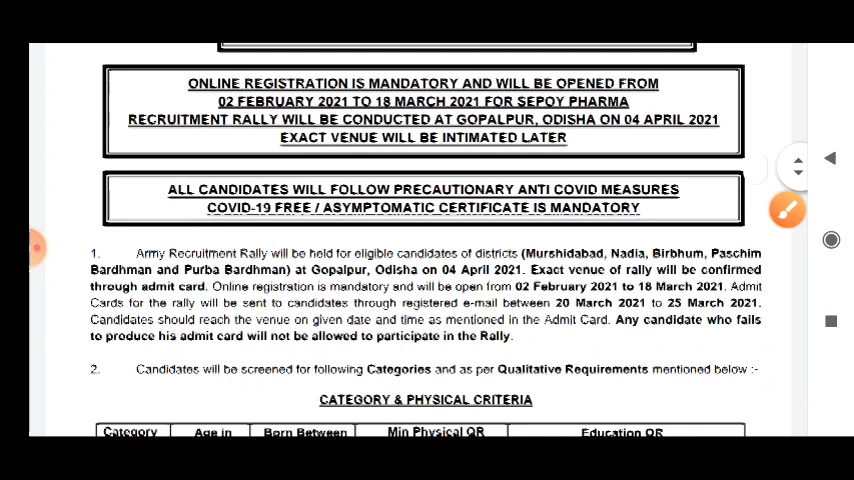 ONLINE REGISTRATION IS MANDATORY AND WILL BE OPENED FROM
02 FEBRUARY 2021 TO 18 MARCH 2021 FOR SEPOY PHARMA
RECRUITMENT RALLY WILL BE CONDUCTED AT GOPALPUR, ODISHA ON 04 APRIL 2021
EXACT VENUE WILL BE INTIMATED LATER
ALL CANDIDATES WILL FOLLOW PRECAUTIONARY ANTI COVID MEASURES
COVID-19 FREE / ASYMPTOMATIC CERTIFICATE IS MANDATORY
1. Army Recruitment Rally will be held for eligible candidates of districts (Murshidabad, Nadia, Birbhum, Paschim
Bardhman and Purba Bardhman) at Gopalpur, Odisha on 04 April 2021. Exact venue of rally will be confirmed
through admit card. Online registration is mandatory and will be open from 02 February 2021 to 18 March 2021. Admit
Cards for the rally will be sent to candidates through registered e-mail between 20 March 2021 to 25 March 2021.
Candidates should reach the venue on given date and time as mentioned in the Admit Card. Any candidate who fails
to produce his admit card will not be allowed to participate in the Rally.
2. Candidates will be screened for following Categories and as per Qualitative Requirements mentioned below :-
CATEGORY & PHYSICAL CRITERIA
Category Age in Born Between Min Physical QR Education QR